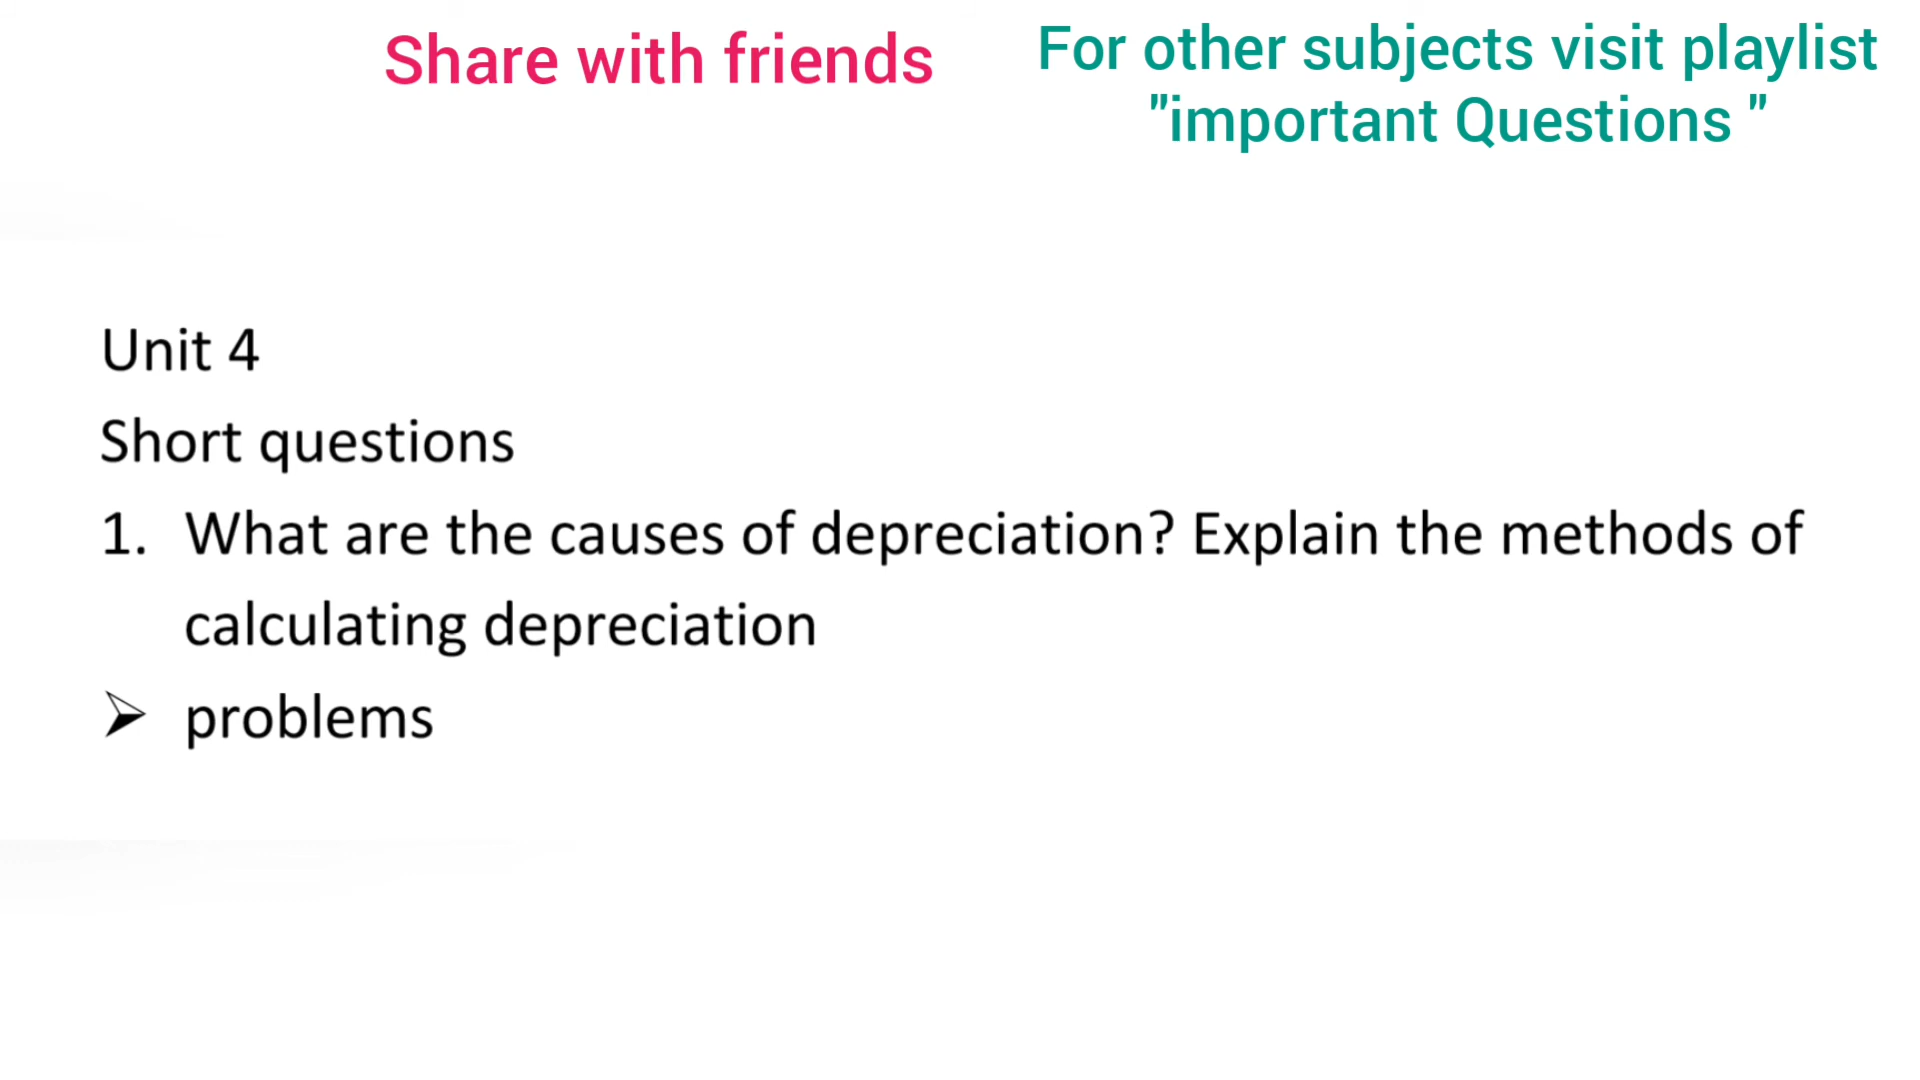 Share with friends
For other subjects visit playlist
"important Questions "
Unit 4
Short questions
1. What are the causes of depreciation? Explain the methods of
calculating depreciation
➢ problems